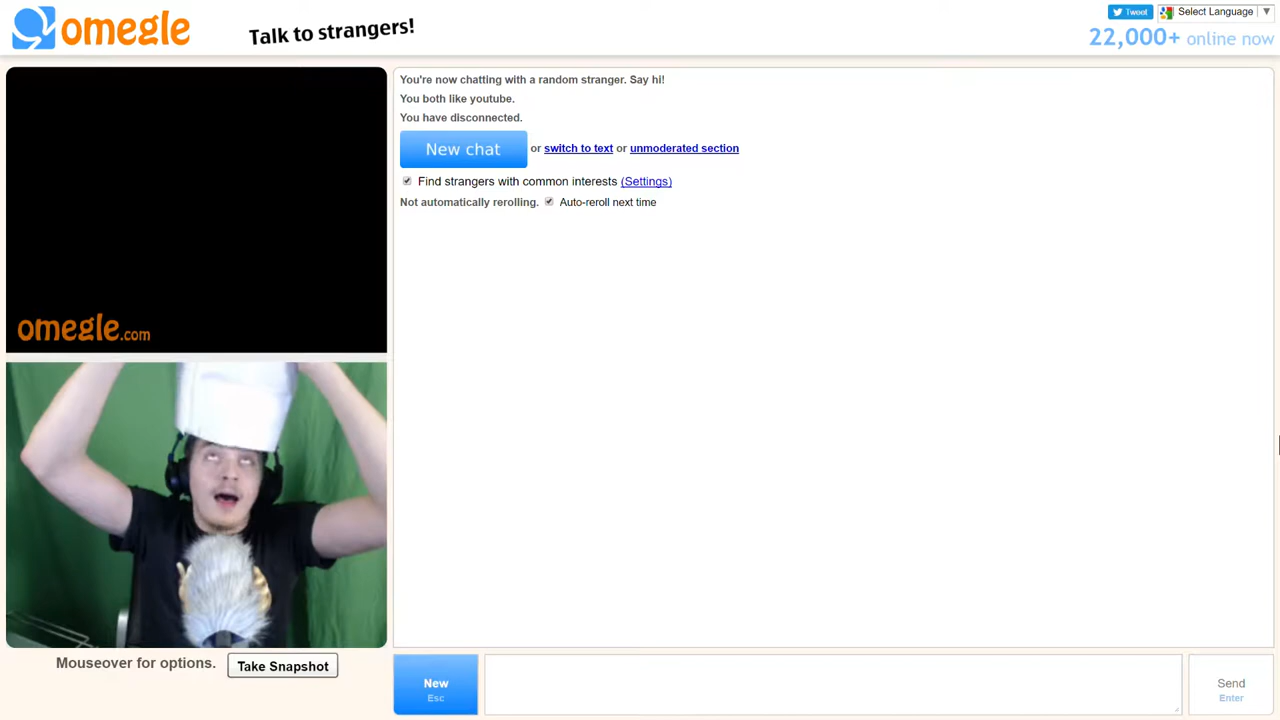 omegle
Talk to strangers!
Tweet
Select Language
22,000+ online now
You're now chatting with a random stranger. Say hi!
You both like youtube.
You have disconnected.
New chat or switch to text or unmoderated section
Find strangers with common interests (Settings)
Not automatically rerolling. Auto-reroll next time
omegle.com
Mouseover for options.
Take Snapshot
New
Esc
Send
Enter